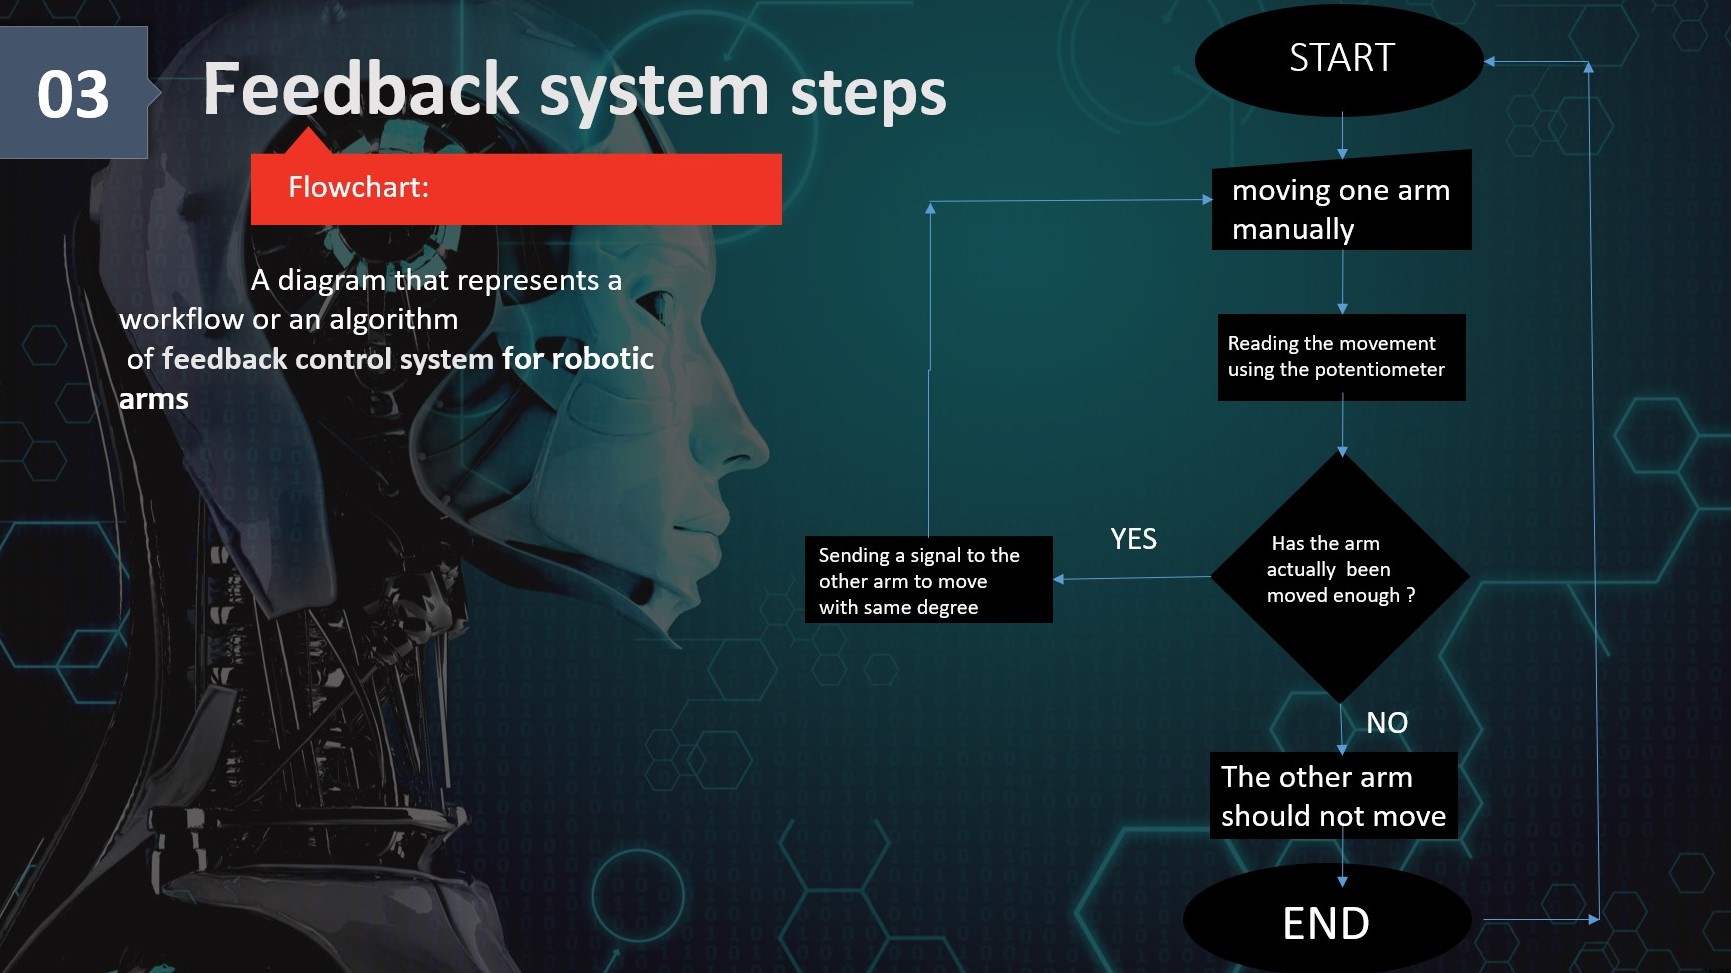 03
Feedback system steps
Flowchart:
A diagram that represents a
workflow or an algorithm
of feedback control system for robotic
arms
START
moving one arm
manually
Reading the movement
using the potentiometer
Has the arm
actually been
moved enough ?
YES
Sending a signal to the
other arm to move
with same degree
NO
The other arm
should not move
END